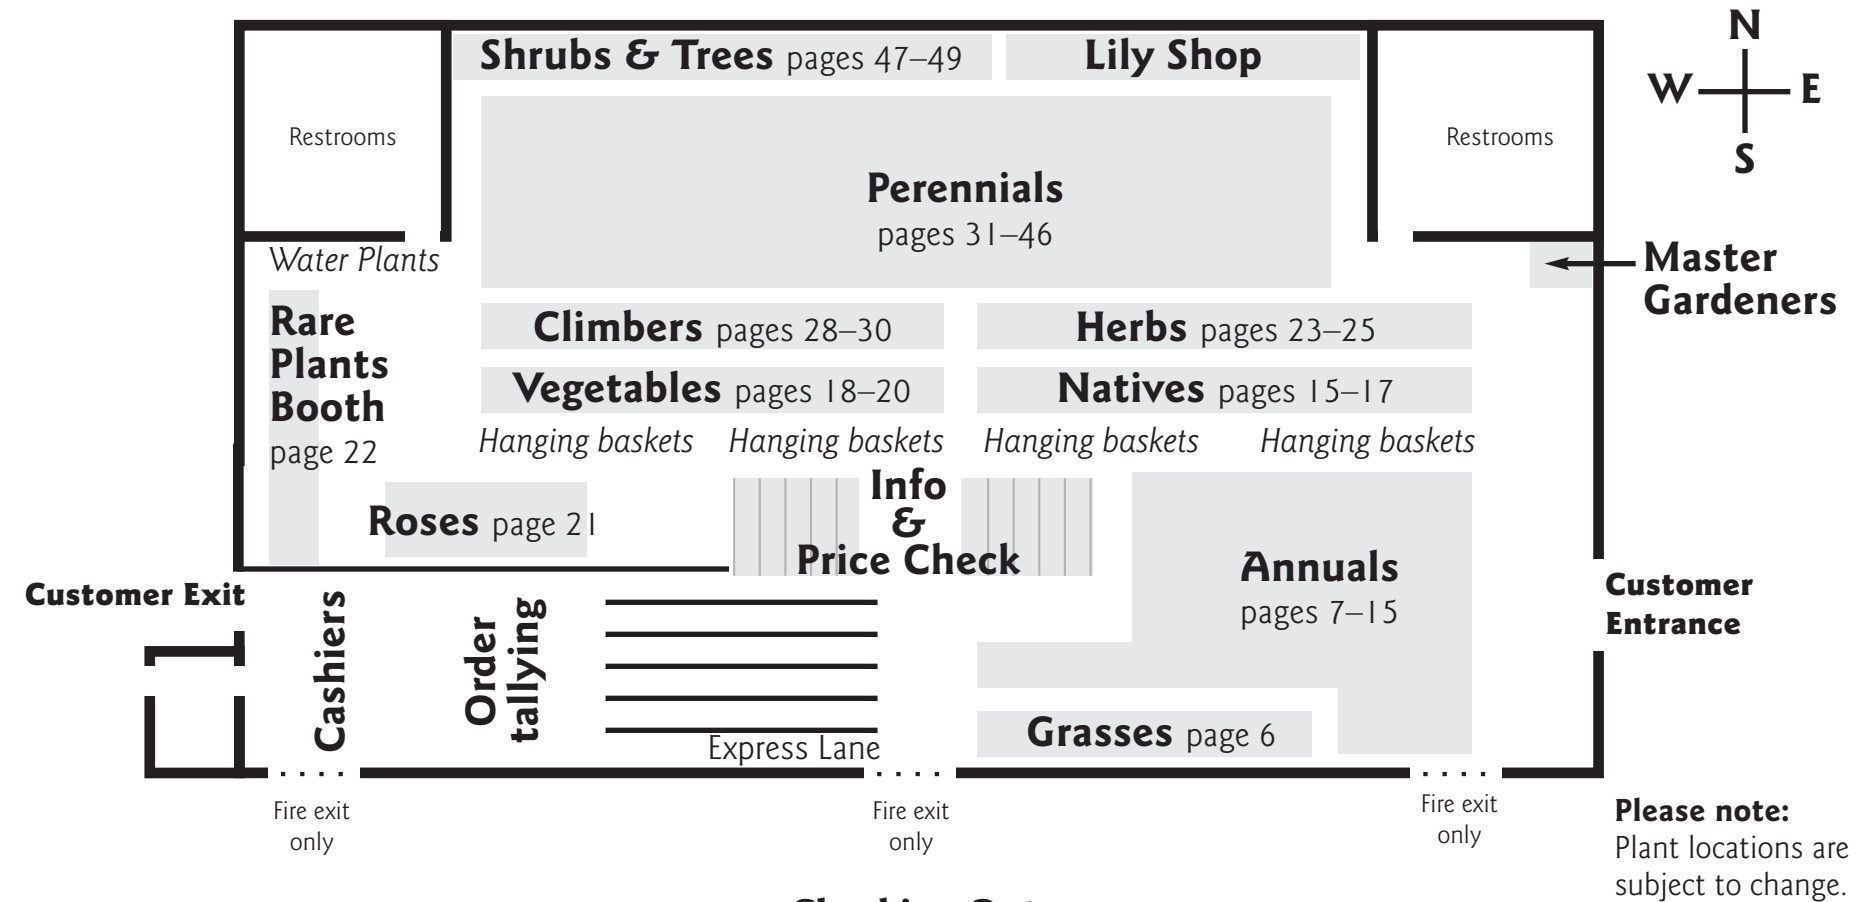 N
Shrubs & Trees pages 47–49
Lily Shop
W
E
S
Restrooms
Restrooms
Perennials
pages 31–46
Water Plants
Master
Gardeners
Rare
Plants
Booth
page 22
Climbers pages 28–30
Herbs pages 23–25
Vegetables pages 18–20
Natives pages 15–17
Hanging baskets
Hanging baskets
Hanging baskets
Hanging baskets
Info
&
Price Check
Roses page 21
Annuals
pages 7–15
Customer Exit
Customer
Entrance
Cashiers
Order
tallying
Grasses page 6
Express Lane
Fire exit
only
Fire exit
only
Fire exit
only
Please note:
Plant locations are
subject to change.